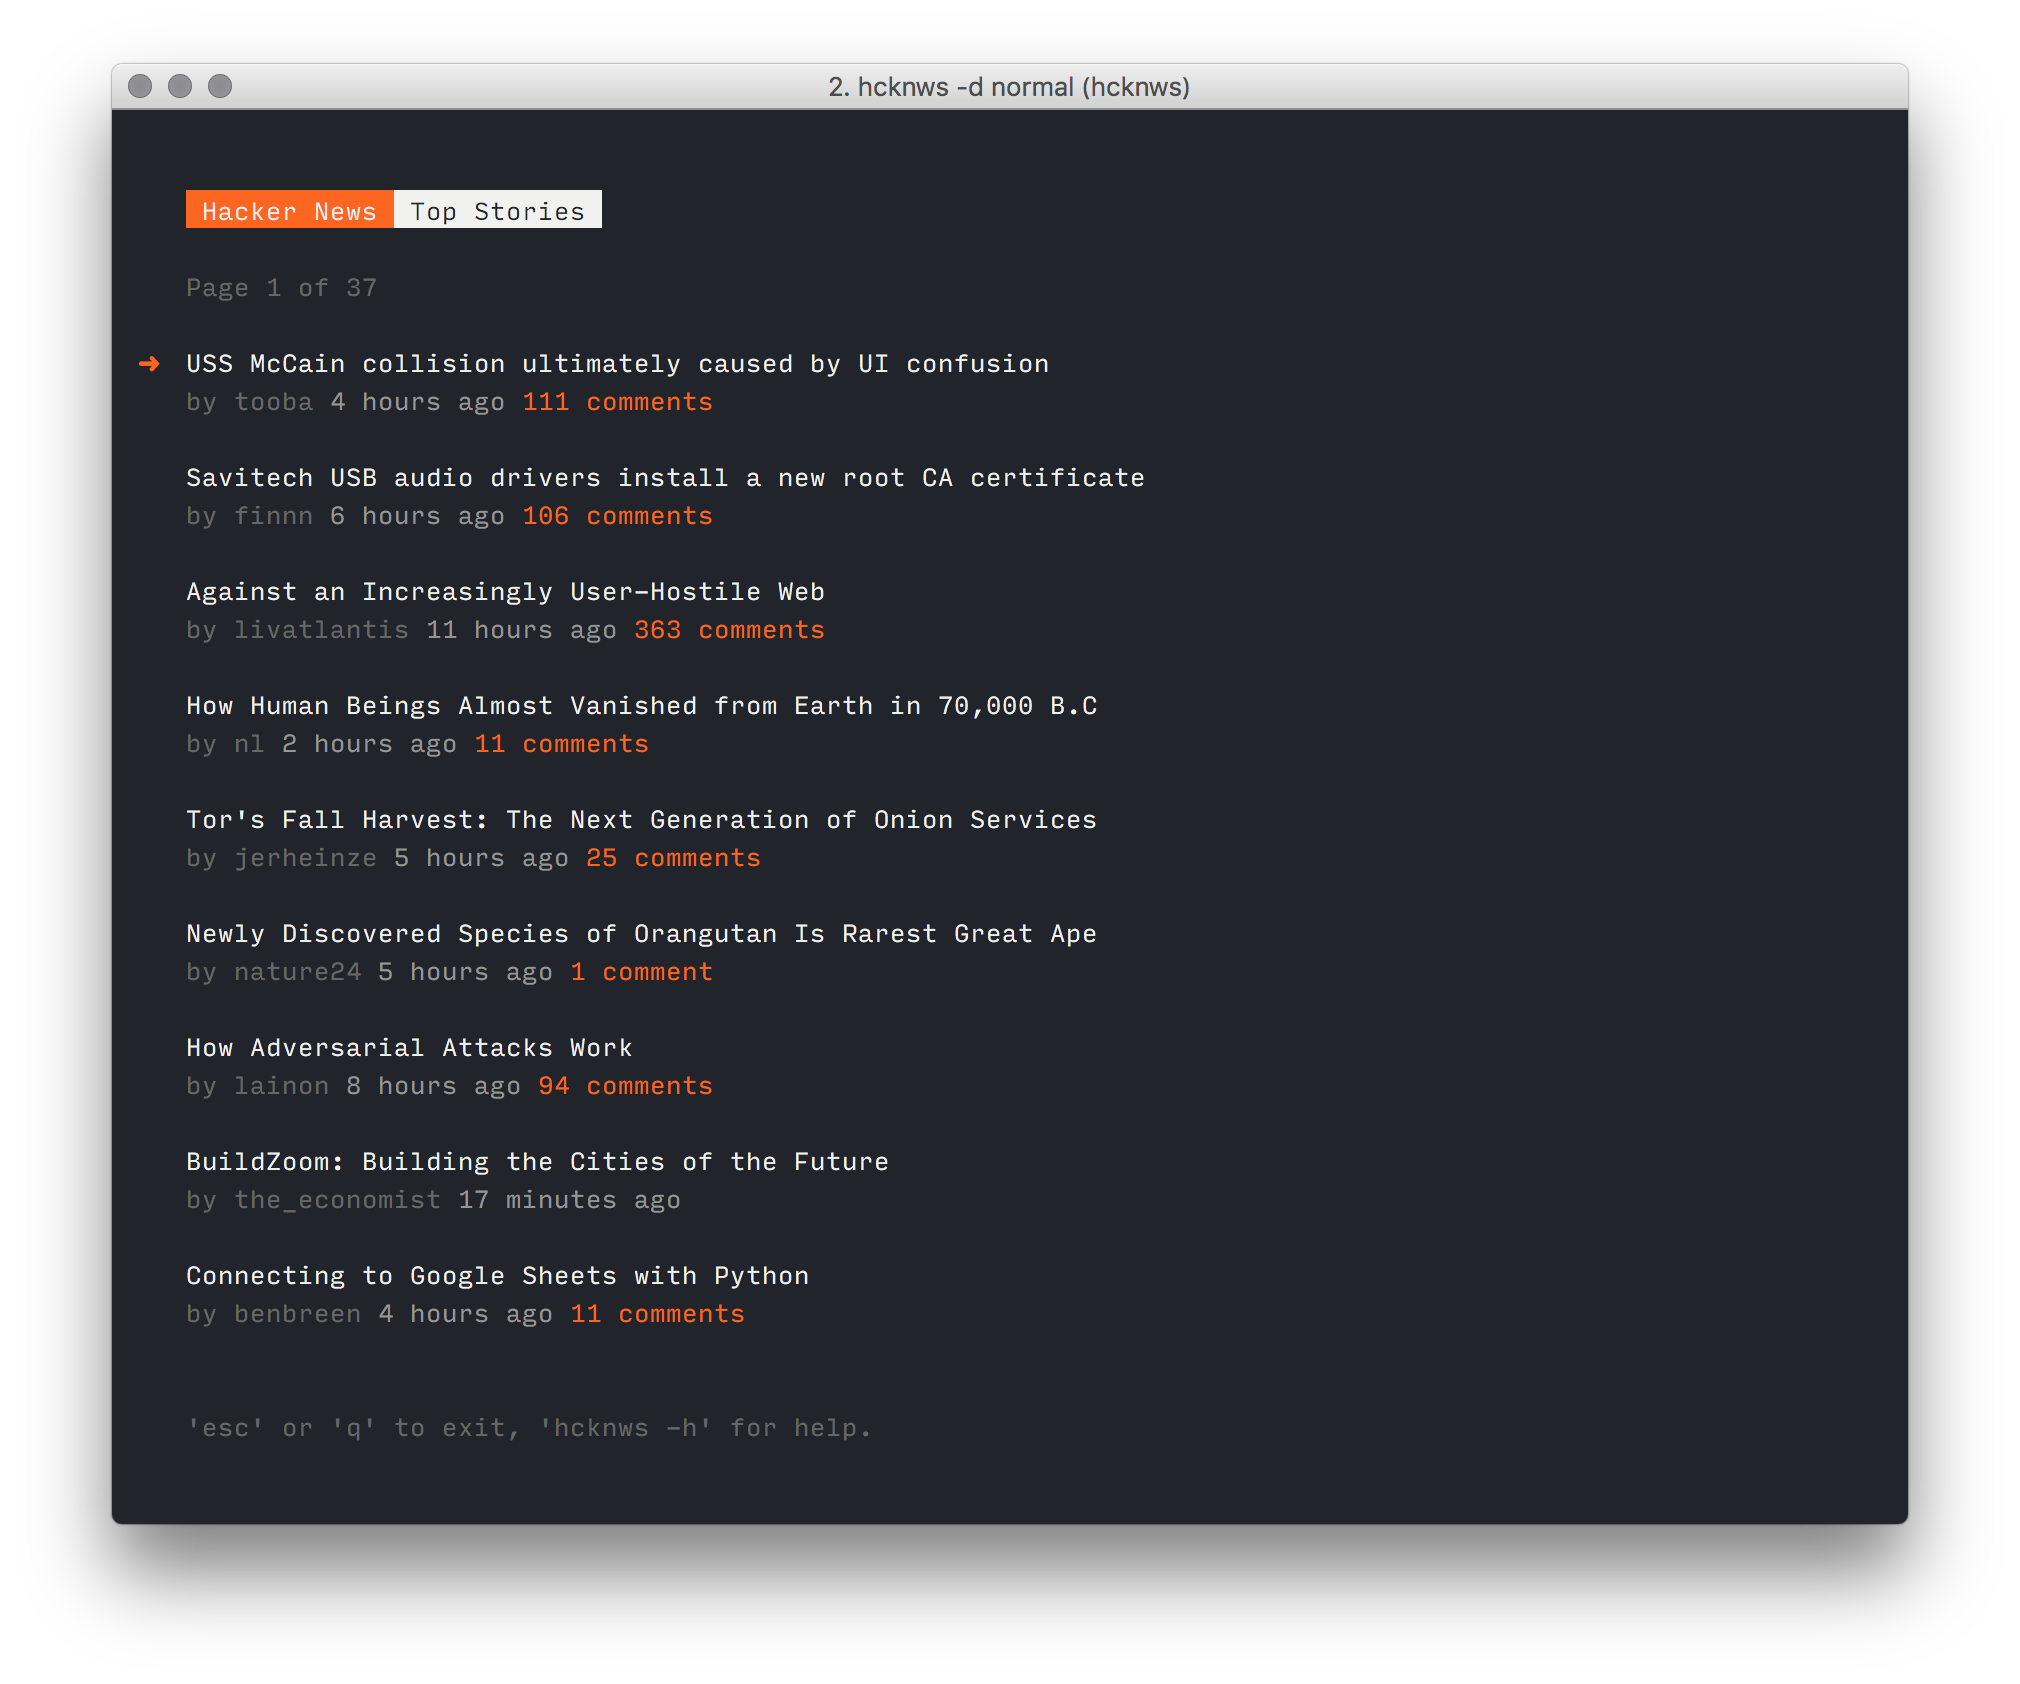 2. hcknws -d normal (hcknws)
Hacker News Top Stories
Page 1 of 37
➜ USS McCain collision ultimately caused by UI confusion
by tooba 4 hours ago 111 comments
Savitech USB audio drivers install a new root CA certificate
by finnn 6 hours ago 106 comments
Against an Increasingly User-Hostile Web
by livatlantis 11 hours ago 363 comments
How Human Beings Almost Vanished from Earth in 70,000 B.C
by nl 2 hours ago 11 comments
Tor's Fall Harvest: The Next Generation of Onion Services
by jerheinze 5 hours ago 25 comments
Newly Discovered Species of Orangutan Is Rarest Great Ape
by nature24 5 hours ago 1 comment
How Adversarial Attacks Work
by lainon 8 hours ago 94 comments
BuildZoom: Building the Cities of the Future
by the_economist 17 minutes ago
Connecting to Google Sheets with Python
by benbreen 4 hours ago 11 comments
'esc' or 'q' to exit, 'hcknws -h' for help.